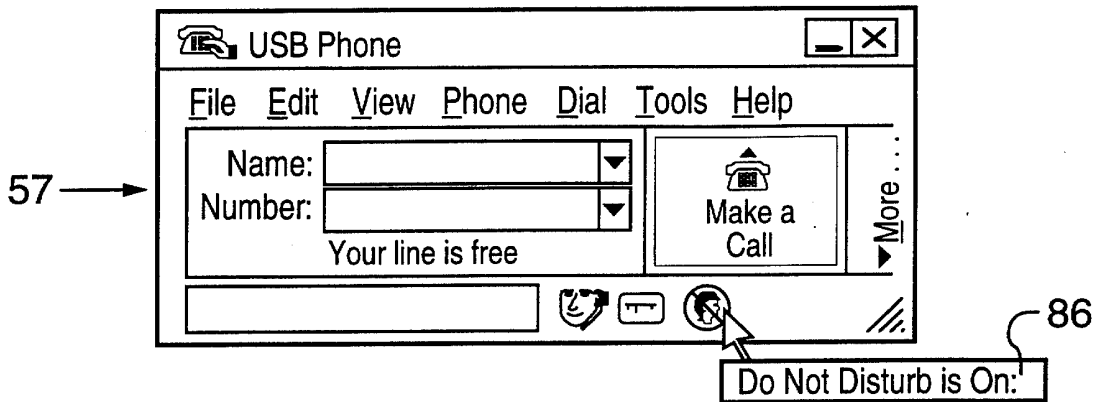 USB Phone
File Edit View Phone Dial Tools Help
57
Name:
Number:
Your line is free
Make a
Call
More . . .
86
Do Not Disturb is On: